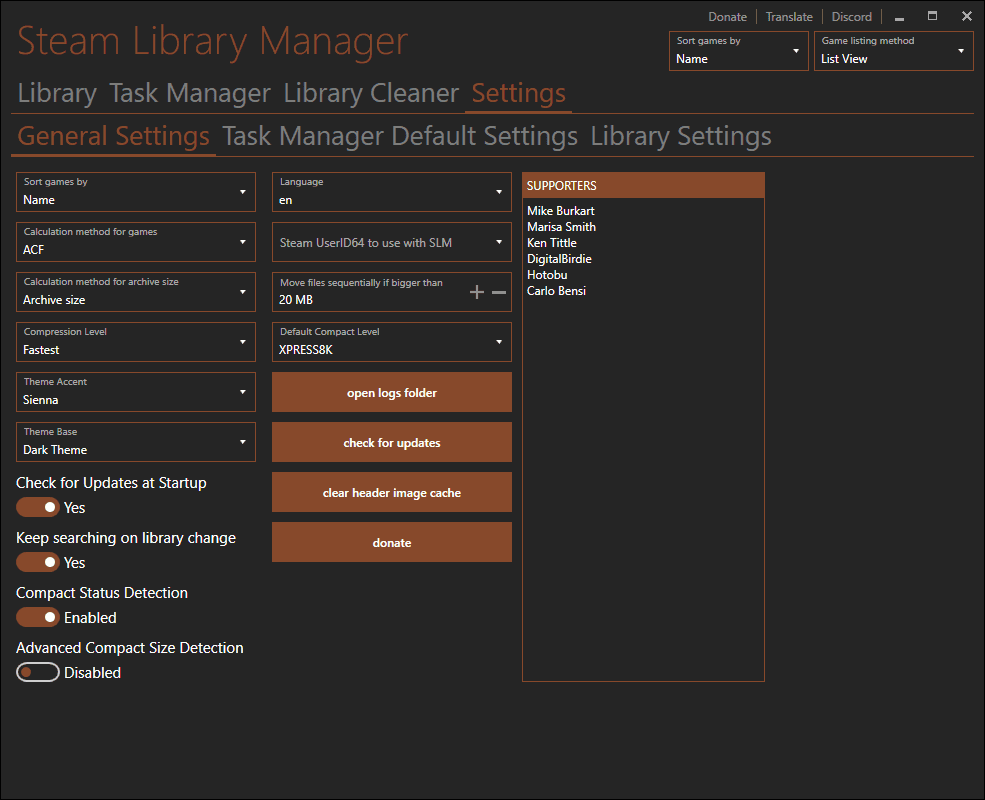 Donate
Translate
Discord
Steam Library Manager
Sort games by
Name
Game listing method
List View
Library
Task Manager
Library Cleaner
Settings
General Settings
Task Manager Default Settings
Library Settings
Sort games by
Name
Calculation method for games
ACF
Calculation method for archive size
Archive size
Compression Level
Fastest
Theme Accent
Sienna
Theme Base
Dark Theme
Check for Updates at Startup
Yes
Keep searching on library change
Yes
Compact Status Detection
Enabled
Advanced Compact Size Detection
Disabled
Language
en
Steam UserID64 to use with SLM
Move files sequentially if bigger than
20 MB
Default Compact Level
XPRESS8K
open logs folder
check for updates
clear header image cache
donate
SUPPORTERS
Mike Burkart
Marisa Smith
Ken Tittle
DigitalBirdie
Hotobu
Carlo Bensi